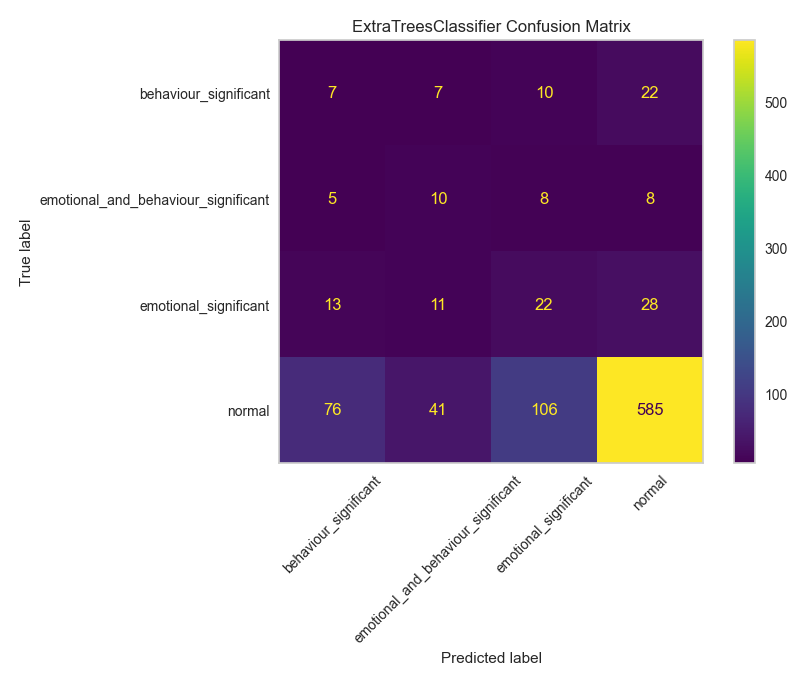 ExtraTreesClassifier Confusion Matrix
True label
behaviour_significant
7 7 10 22
emotional_and_behaviour_significant
5 10 8 8
emotional_significant
13 11 22 28
normal
76 41 106 585
behaviour_significant
emotional_and_behaviour_significant
emotional_significant
normal
Predicted label
500
400
300
200
100